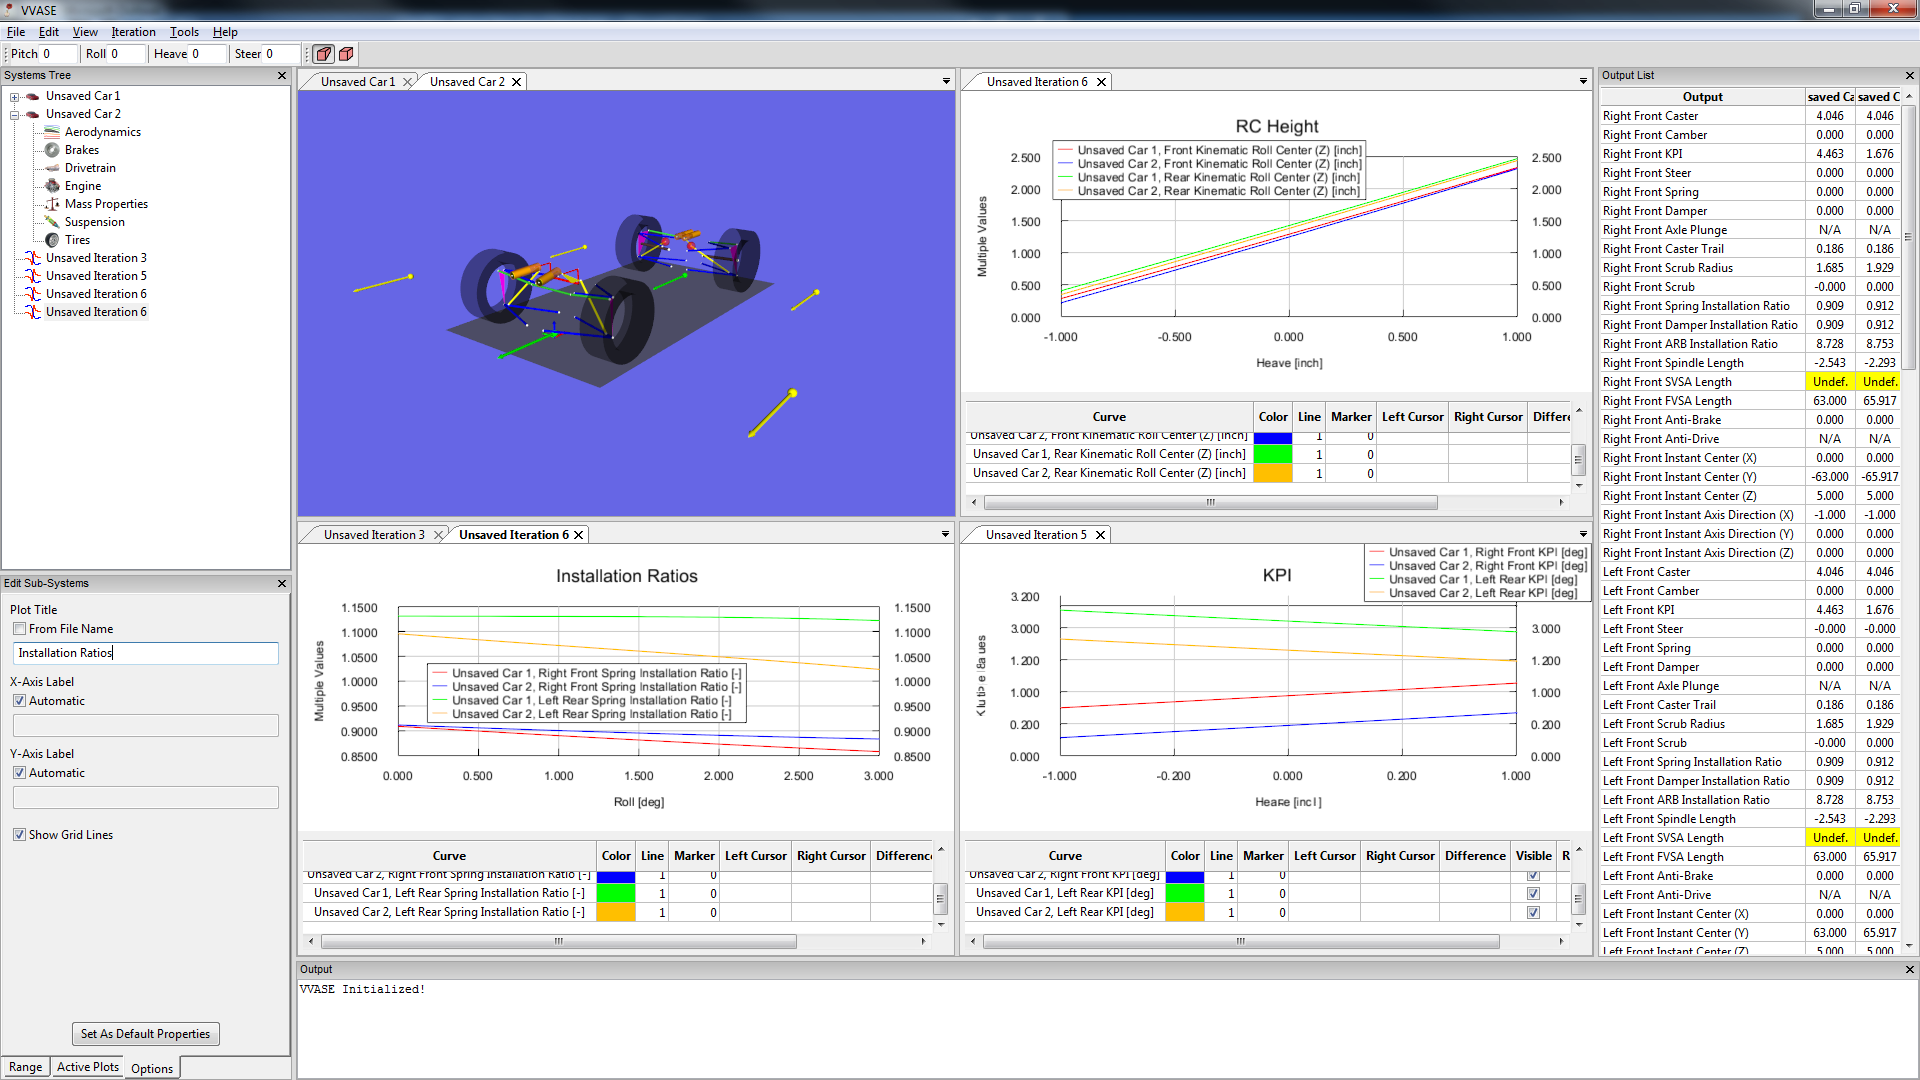 VVASE
File Edit View Iteration Tools Help
Pitch 0 Roll 0 Heave 0 Steer 0
Systems Tree
Unsaved Car 1
Unsaved Car 2
Aerodynamics
Brakes
Drivetrain
Engine
Mass Properties
Suspension
Tires
Unsaved Iteration 3
Unsaved Iteration 5
Unsaved Iteration 6
Unsaved Iteration 6
Edit Sub-Systems
Plot Title
From File Name
Installation Ratios
X-Axis Label
Automatic
Y-Axis Label
Automatic
Show Grid Lines
Set As Default Properties
Range Active Plots Options
Unsaved Car 1 Unsaved Car 2
Unsaved Iteration 6
RC Height
Unsaved Car 1, Front Kinematic Roll Center (Z) [inch]
Unsaved Car 2, Front Kinematic Roll Center (Z) [inch]
Unsaved Car 1, Rear Kinematic Roll Center (Z) [inch]
Unsaved Car 2, Rear Kinematic Roll Center (Z) [inch]
2.500 2.500
2.000 2.000
1.500 1.500
1.000 1.000
0.500 0.500
0.000 0.000
Multiple Values
-1.000 -0.500 0.000 0.500 1.000
Heave [inch]
Curve Color Line Marker Left Cursor Right Cursor Differe
Unsaved Car 2, Front Kinematic Roll Center (Z) [inch] 1 0
Unsaved Car 1, Rear Kinematic Roll Center (Z) [inch] 1 0
Unsaved Car 2, Rear Kinematic Roll Center (Z) [inch] 1 0
Unsaved Iteration 3 Unsaved Iteration 6
Installation Ratios
1.1500 1.1500
1.1000 1.1000
1.0500 1.0500
1.0000 1.0000
0.9500 0.9500
0.9000 0.9000
0.8500 0.8500
Multiple Values
Unsaved Car 1, Right Front Spring Installation Ratio [-]
Unsaved Car 2, Right Front Spring Installation Ratio [-]
Unsaved Car 1, Left Rear Spring Installation Ratio [-]
Unsaved Car 2, Left Rear Spring Installation Ratio [-]
0.000 0.500 1.000 1.500 2.000 2.500 3.000
Roll [deg]
Curve Color Line Marker Left Cursor Right Cursor Difference
Unsaved Car 2, Right Front Spring Installation Ratio [-] 1 0
Unsaved Car 1, Left Rear Spring Installation Ratio [-] 1 0
Unsaved Car 2, Left Rear Spring Installation Ratio [-] 1 0
Unsaved Iteration 5
KPI
Unsaved Car 1, Right Front KPI [deg]
Unsaved Car 2, Right Front KPI [deg]
Unsaved Car 1, Left Rear KPI [deg]
Unsaved Car 2, Left Rear KPI [deg]
3.200
3.000 3.000
1.200 1.200
1.000 1.000
0.200 0.200
0.000 0.000
-1.000 -0.200 0.000 0.200 1.000
Curve Color Line Marker Left Cursor Right Cursor Difference Visible R
Unsaved Car 2, Right Front KPI [deg] 1 0
Unsaved Car 1, Left Rear KPI [deg] 1 0
Unsaved Car 2, Left Rear KPI [deg] 1 0
Output List
Output saved Ca saved C
Right Front Caster 4.046 4.046
Right Front Camber 0.000 0.000
Right Front KPI 4.463 1.676
Right Front Steer 0.000 0.000
Right Front Spring 0.000 0.000
Right Front Damper 0.000 0.000
Right Front Axle Plunge N/A N/A
Right Front Caster Trail 0.186 0.186
Right Front Scrub Radius 1.685 1.929
Right Front Scrub -0.000 0.000
Right Front Spring Installation Ratio 0.909 0.912
Right Front Damper Installation Ratio 0.909 0.912
Right Front ARB Installation Ratio 8.728 8.753
Right Front Spindle Length -2.543 -2.293
Right Front SVSA Length Undef. Undef.
Right Front FVSA Length 63.000 65.917
Right Front Anti-Brake 0.000 0.000
Right Front Anti-Drive N/A N/A
Right Front Instant Center (X) 0.000 0.000
Right Front Instant Center (Y) -63.000 -65.917
Right Front Instant Center (Z) 5.000 5.000
Right Front Instant Axis Direction (X) -1.000 -1.000
Right Front Instant Axis Direction (Y) 0.000 0.000
Right Front Instant Axis Direction (Z) 0.000 0.000
Left Front Caster 4.046 4.046
Left Front Camber 0.000 0.000
Left Front KPI 4.463 1.676
Left Front Steer -0.000 -0.000
Left Front Spring 0.000 0.000
Left Front Damper 0.000 0.000
Left Front Axle Plunge N/A N/A
Left Front Caster Trail 0.186 0.186
Left Front Scrub Radius 1.685 1.929
Left Front Scrub -0.000 0.000
Left Front Spring Installation Ratio 0.909 0.912
Left Front Damper Installation Ratio 0.909 0.912
Left Front ARB Installation Ratio 8.728 8.753
Left Front Spindle Length -2.543 -2.293
Left Front SVSA Length Undef. Undef.
Left Front FVSA Length 63.000 65.917
Left Front Anti-Brake 0.000 0.000
Left Front Anti-Drive N/A N/A
Left Front Instant Center (X) 0.000 0.000
Left Front Instant Center (Y) 63.000 65.917
Left Front Instant Center (Z) 5.000 5.000
Output
VVASE Initialized!